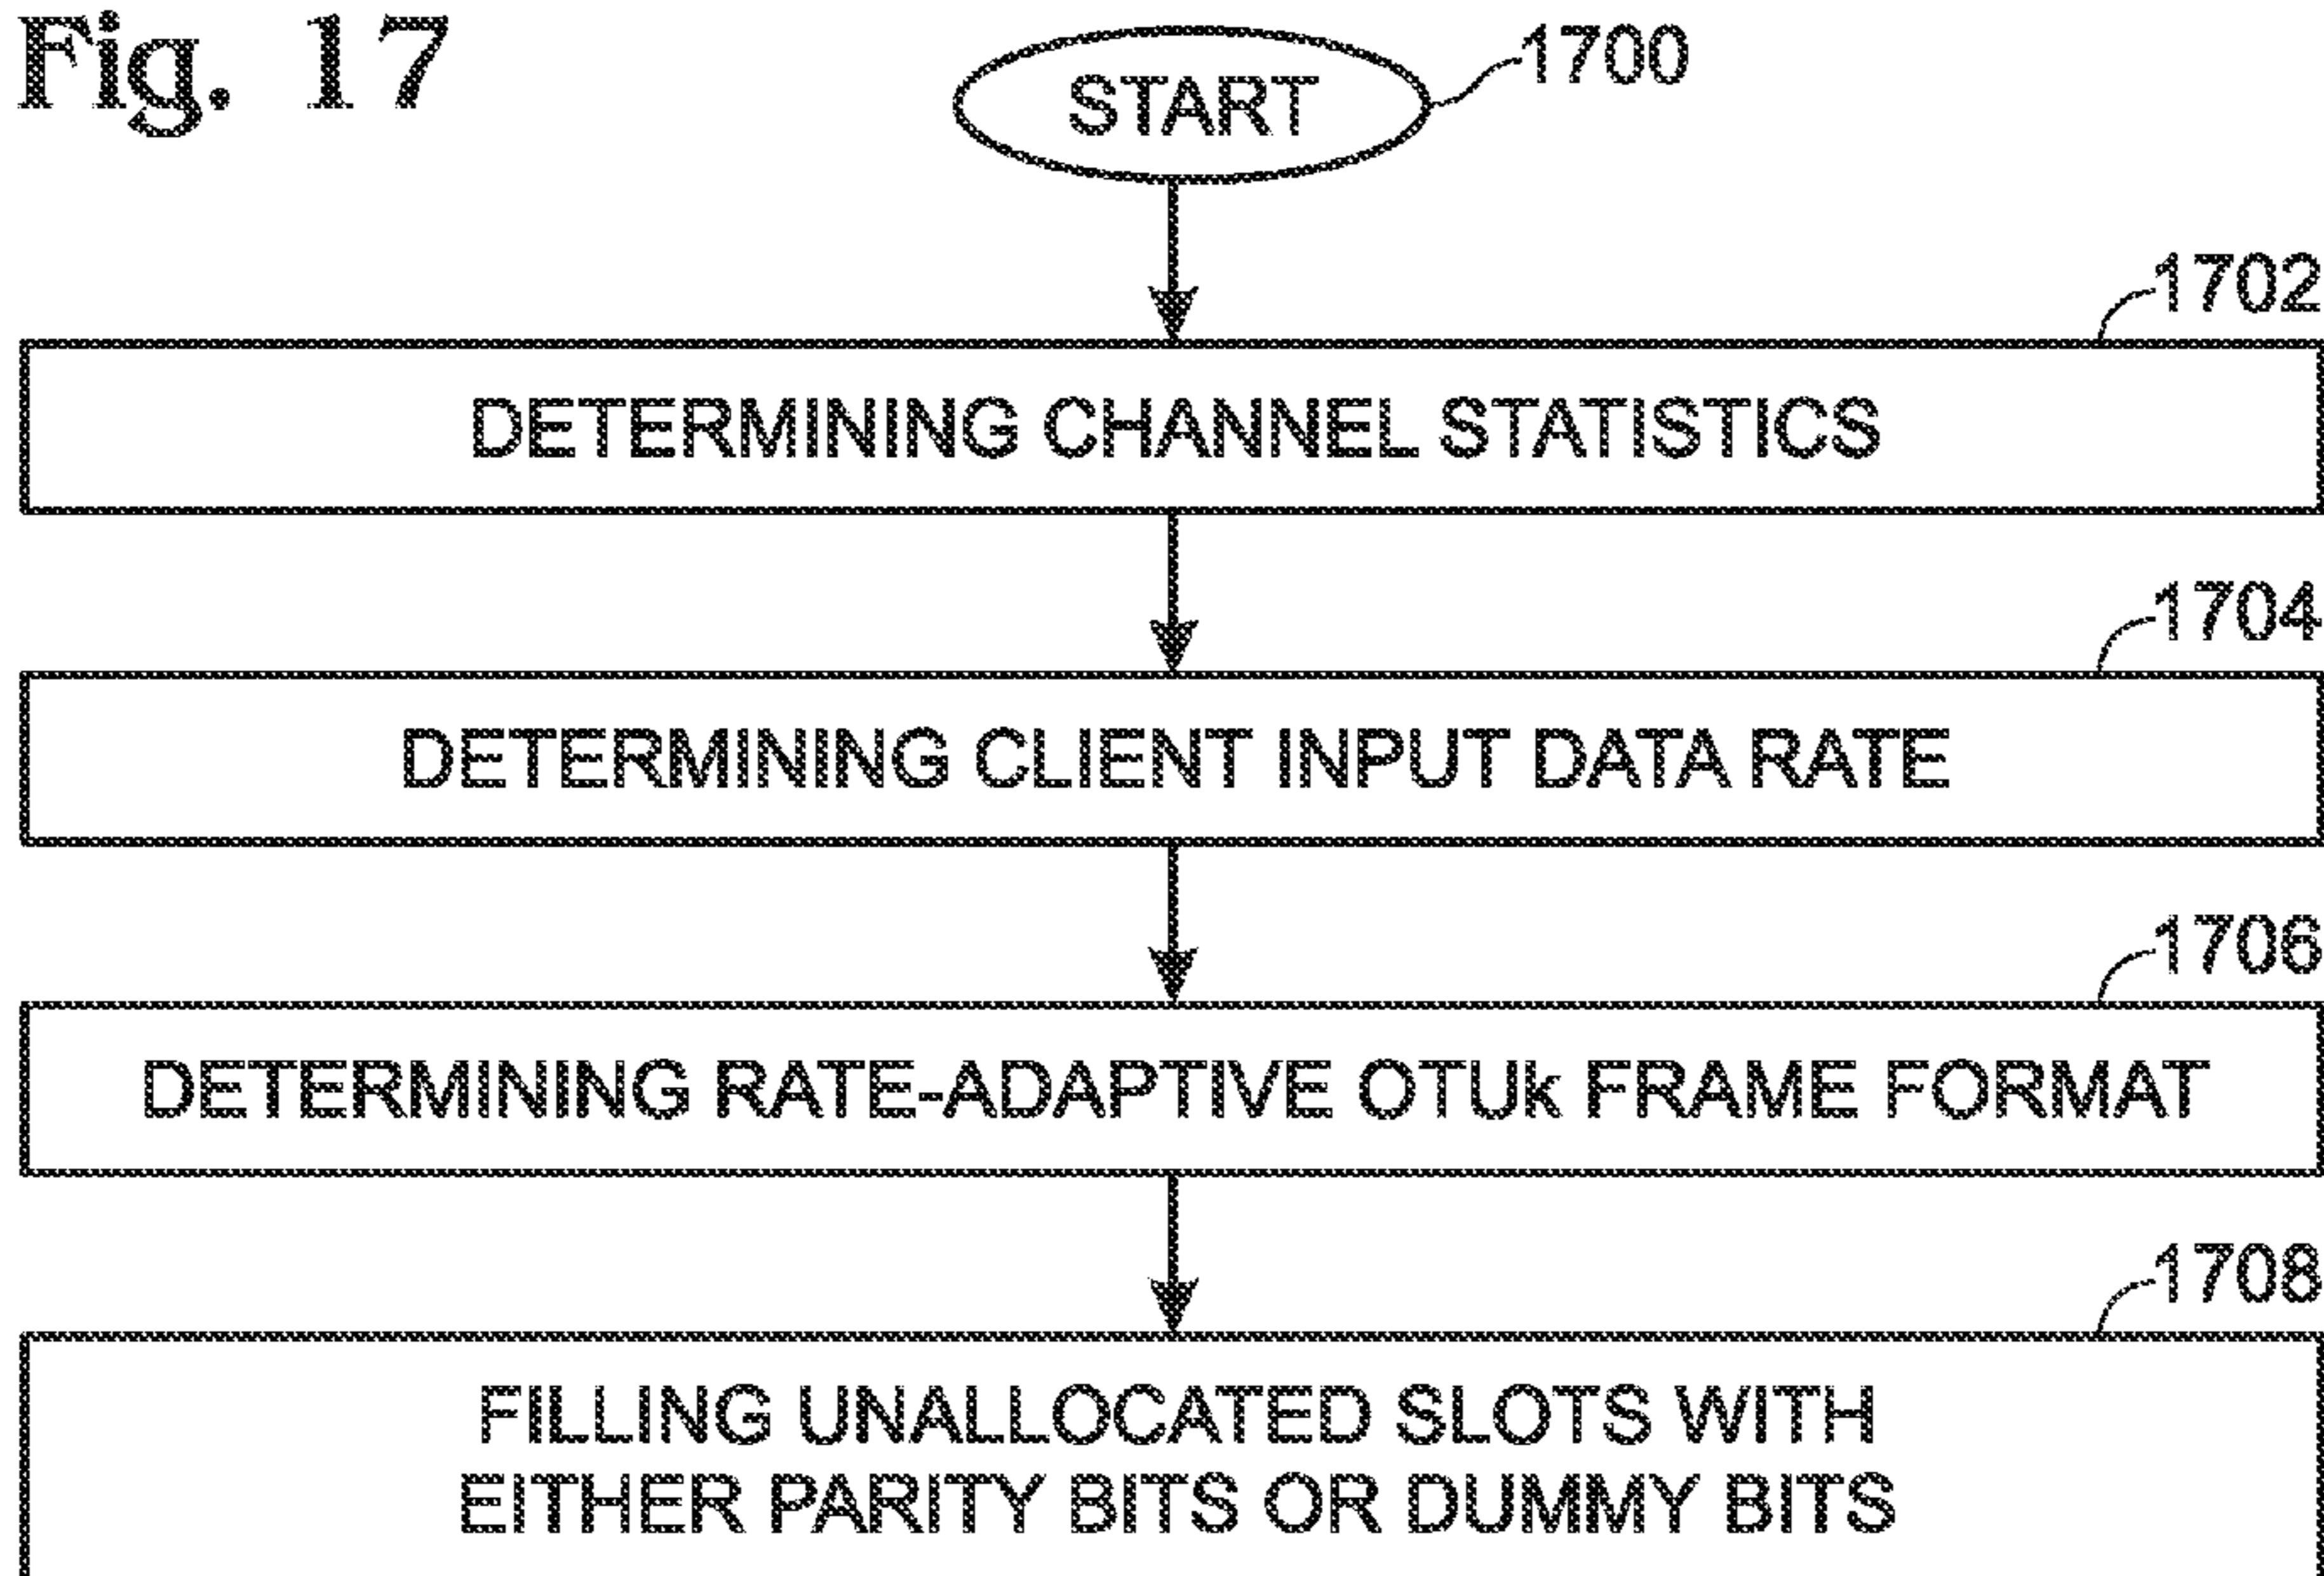 Fig. 17
START
1700
1702
DETERMINING CHANNEL STATISTICS
1704
DETERMINING CLIENT INPUT DATA RATE
1706
DETERMINING RATE-ADAPTIVE OTUk FRAME FORMAT
1708
FILLING UNALLOCATED SLOTS WITH
EITHER PARITY BITS OR DUMMY BITS